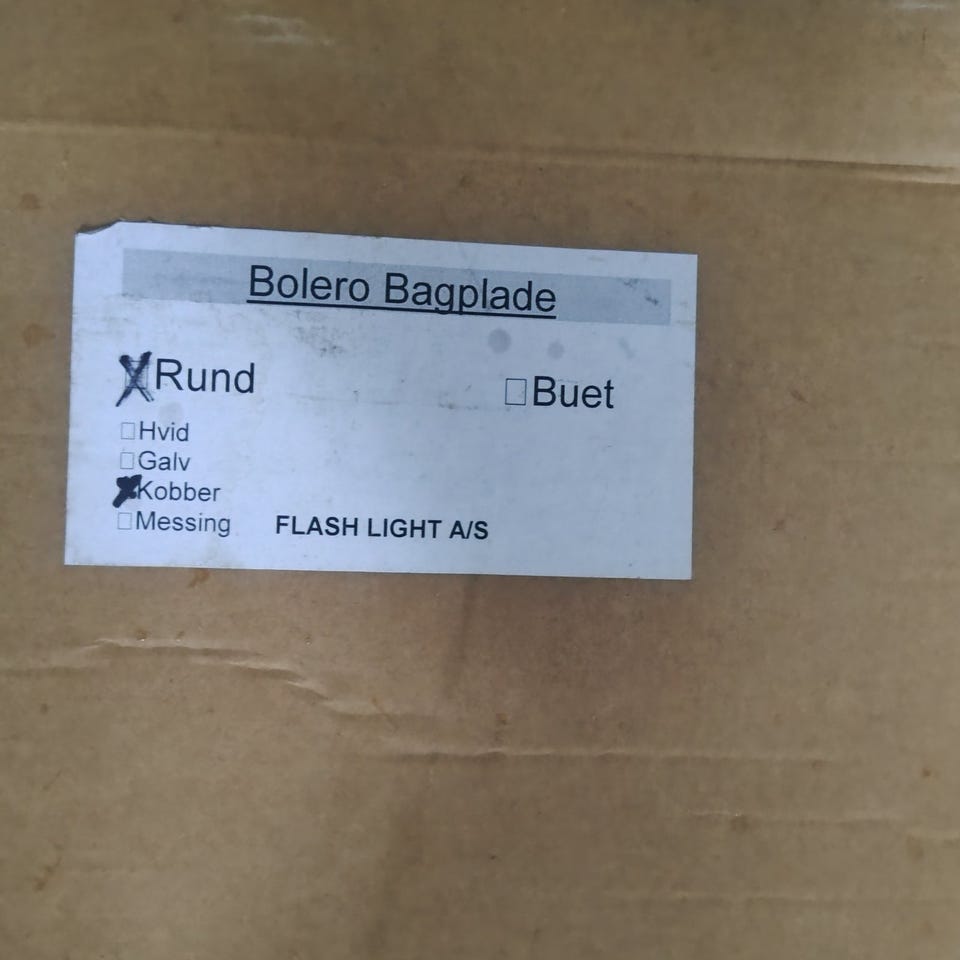 Bolero Bagplade
Rund
Buet
Hvid
Galv
Kobber
Messing
FLASH LIGHT A/S